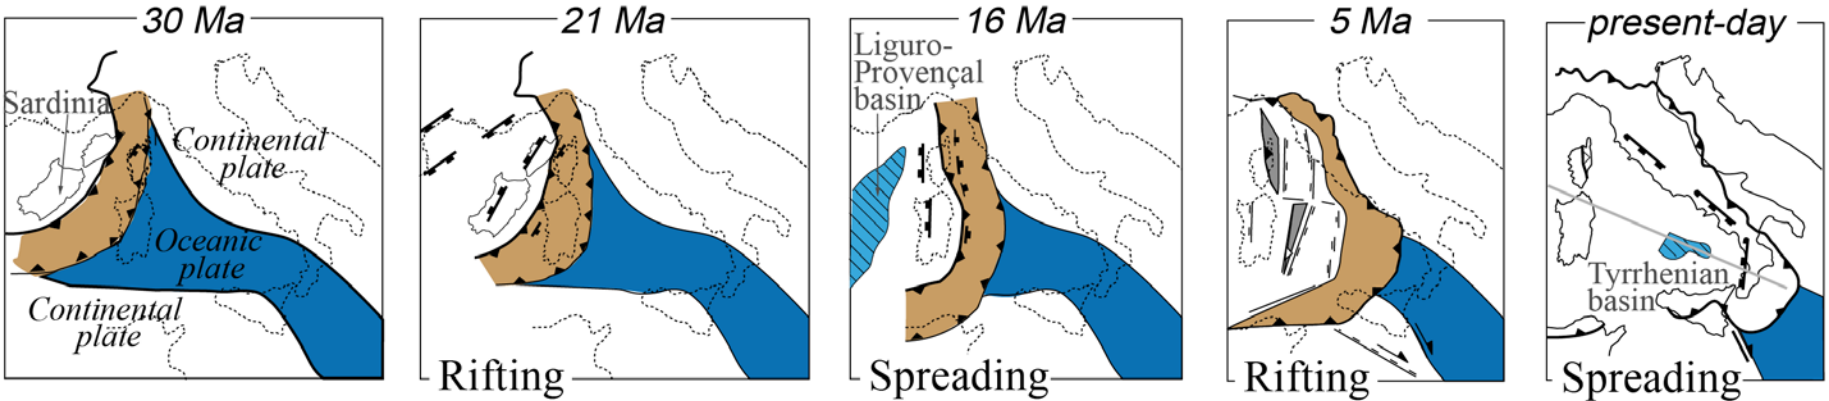 30 Ma
Sardinia
Continental
plate
Oceanic
plate
Continental
plate
21 Ma
Rifting
16 Ma
Liguro-
Provençal
basin
Spreading
5 Ma
Rifting
present-day
Tyrrhenian
basin
Spreading